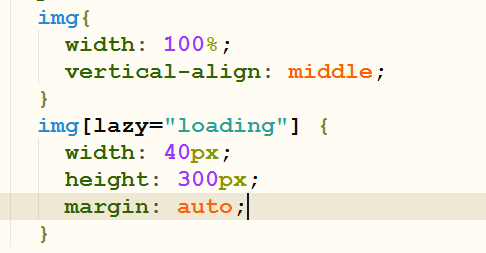 img{
width: 100%;
vertical-align: middle;
}
img[lazy="loading"] {
width: 40px;
height: 300px;
margin: auto;
}